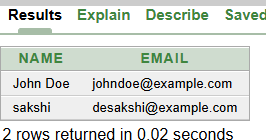 Results Explain Describe Saved
NAME EMAIL
John Doe johndoe@example.com
sakshi desakshi@example.com
2 rows returned in 0.02 seconds